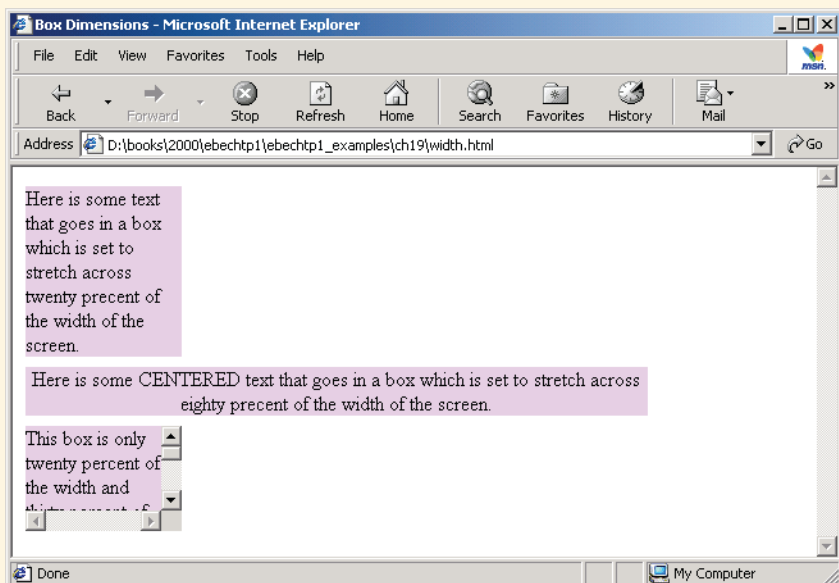 Box Dimensions - Microsoft Internet Explorer
File Edit View Favorites Tools Help
msn.
Back Forward Stop Refresh Home Search Favorites History Mail »
Address D:\books\2000\ebechtp1\ebechtp1_examples\ch19\width.html Go
Here is some text
that goes in a box
which is set to
stretch across
twenty precent of
the width of the
screen.
Here is some CENTERED text that goes in a box which is set to stretch across
eighty precent of the width of the screen.
This box is only
twenty percent of
the width and
thirty percent of
Done My Computer